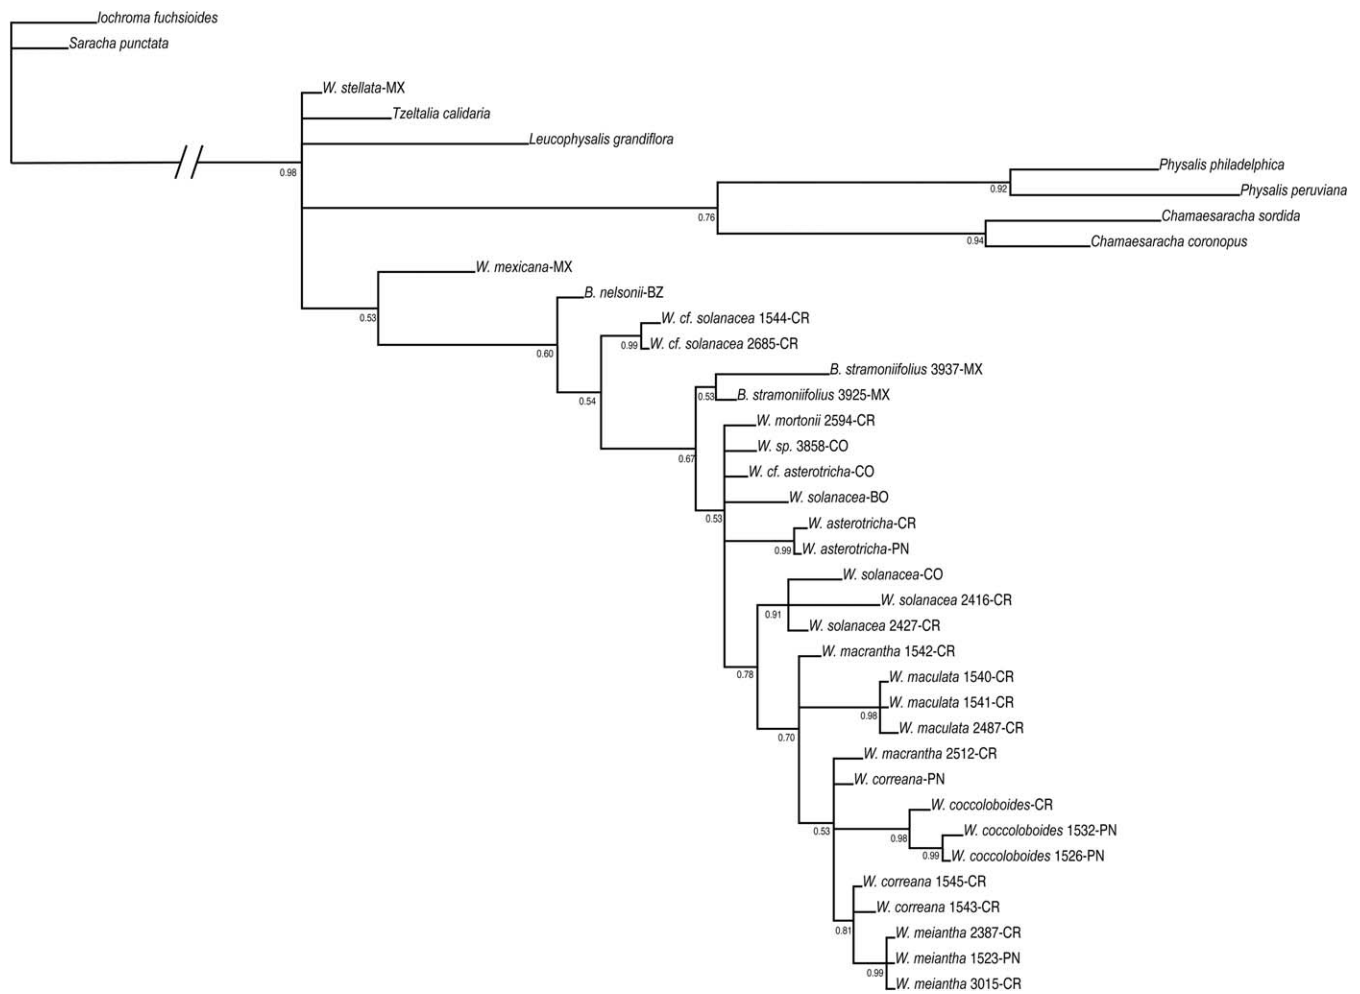 Iochroma fuchsioides
Saracha punctata
W. stellata-MX
Tzeltalia calidaria
Leucophysalis grandiflora
Physalis philadelphica
0.98
0.92
Physalis peruviana
0.76
Chamaesaracha sordida
0.94
Chamaesaracha coronopus
W. mexicana-MX
B. nelsonii-BZ
0.53
W. cf. solanacea 1544-CR
0.99
W. cf. solanacea 2685-CR
0.60
B. stramoniifolius 3937-MX
0.53
B. stramoniifolius 3925-MX
0.54
W. mortonii 2594-CR
W. sp. 3858-CO
0.67
W. cf. asterotricha-CO
W. solanacea-BO
0.53
W. asterotricha-CR
0.99
W. asterotricha-PN
W. solanacea-CO
W. solanacea 2416-CR
0.91
W. solanacea 2427-CR
W. macrantha 1542-CR
0.78
W. maculata 1540-CR
W. maculata 1541-CR
0.98
W. maculata 2487-CR
0.70
W. macrantha 2512-CR
W. correana-PN
W. coccoloboides-CR
0.53
0.98
W. coccoloboides 1532-PN
0.99
W. coccoloboides 1526-PN
W. correana 1545-CR
W. correana 1543-CR
0.81
W. meiantha 2387-CR
W. meiantha 1523-PN
0.99
W. meiantha 3015-CR